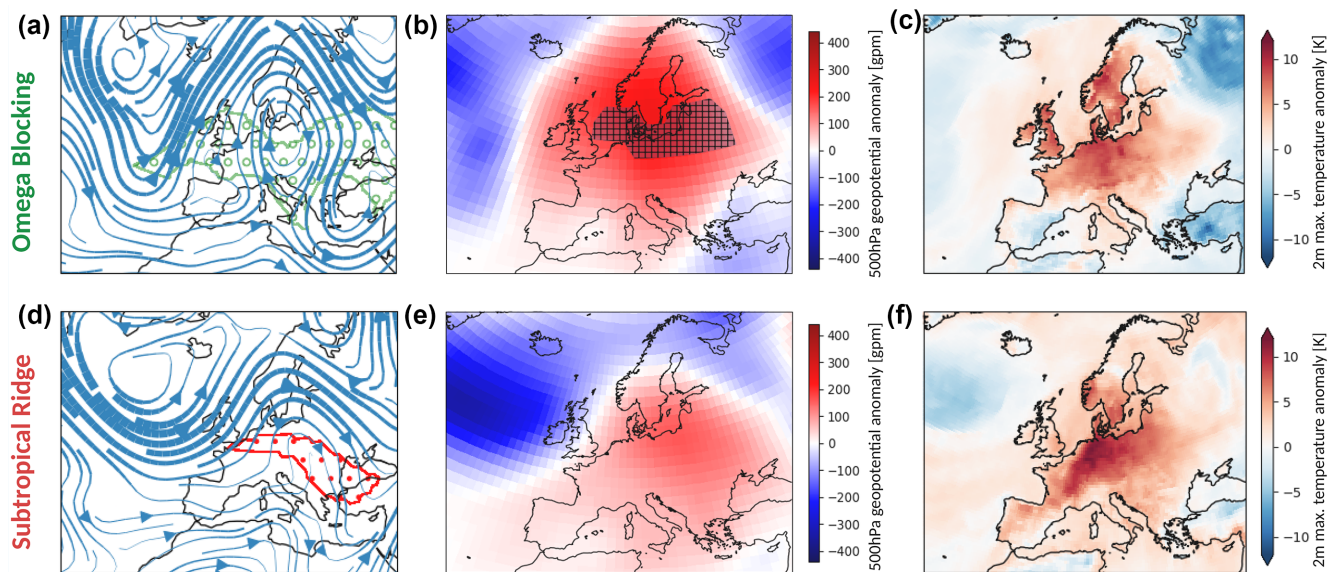 (a)
(b)
(c)
Omega Blocking
400
300
200
100
0
−100
−200
−300
−400
500hPa geopotential anomaly [gpm]
10
5
0
−5
−10
2m max. temperature anomaly [K]
(d)
(e)
(f)
Subtropical Ridge
400
300
200
100
0
−100
−200
−300
−400
500hPa geopotential anomaly [gpm]
10
5
0
−5
−10
2m max. temperature anomaly [K]